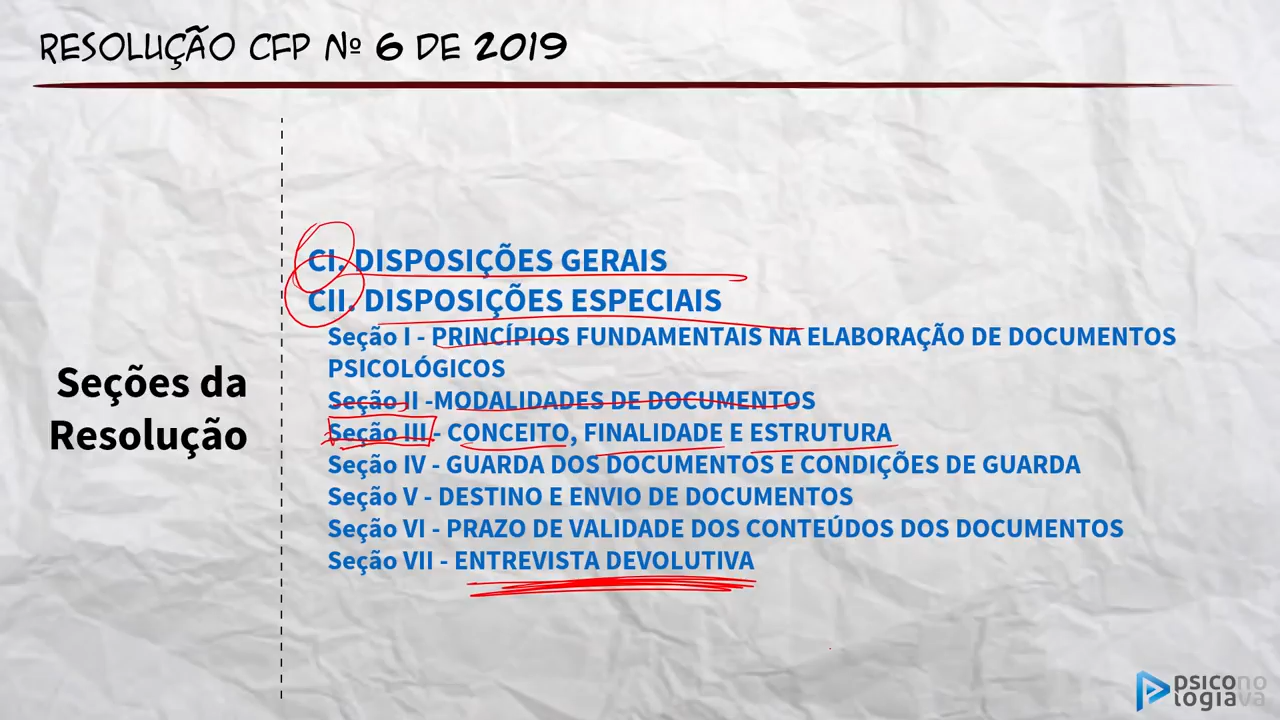 RESOLUÇÃO CFP Nº 6 DE 2019
Seções da
Resolução
CI. DISPOSIÇÕES GERAIS
CII. DISPOSIÇÕES ESPECIAIS
Seção I - PRINCÍPIOS FUNDAMENTAIS NA ELABORAÇÃO DE DOCUMENTOS
PSICOLÓGICOS
Seção II -MODALIDADES DE DOCUMENTOS
Seção III - CONCEITO, FINALIDADE E ESTRUTURA
Seção IV - GUARDA DOS DOCUMENTOS E CONDIÇÕES DE GUARDA
Seção V - DESTINO E ENVIO DE DOCUMENTOS
Seção VI - PRAZO DE VALIDADE DOS CONTEÚDOS DOS DOCUMENTOS
Seção VII - ENTREVISTA DEVOLUTIVA
psicono
logiava